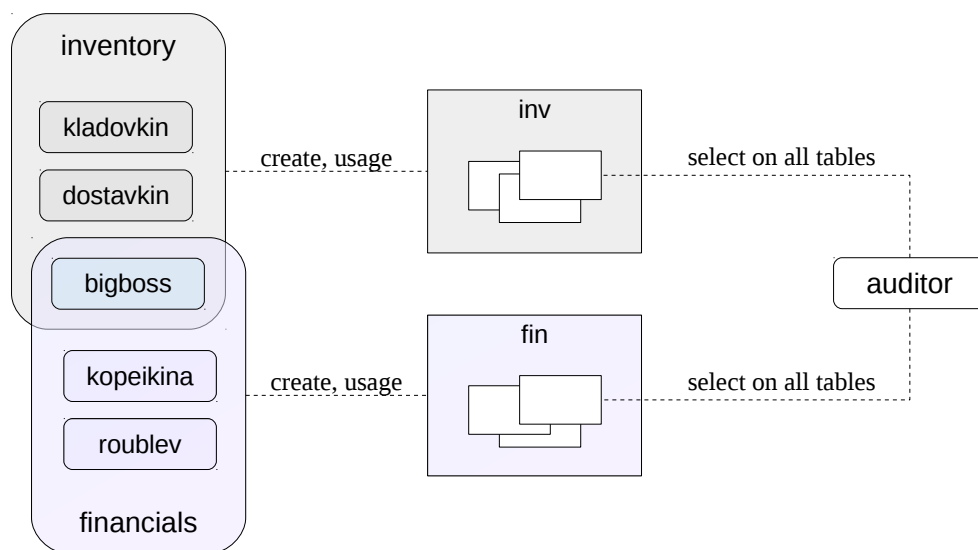 inventory
kladovkin
dostavkin
bigboss
kopeikina
roublev
financials
create, usage
create, usage
inv
fin
select on all tables
select on all tables
auditor